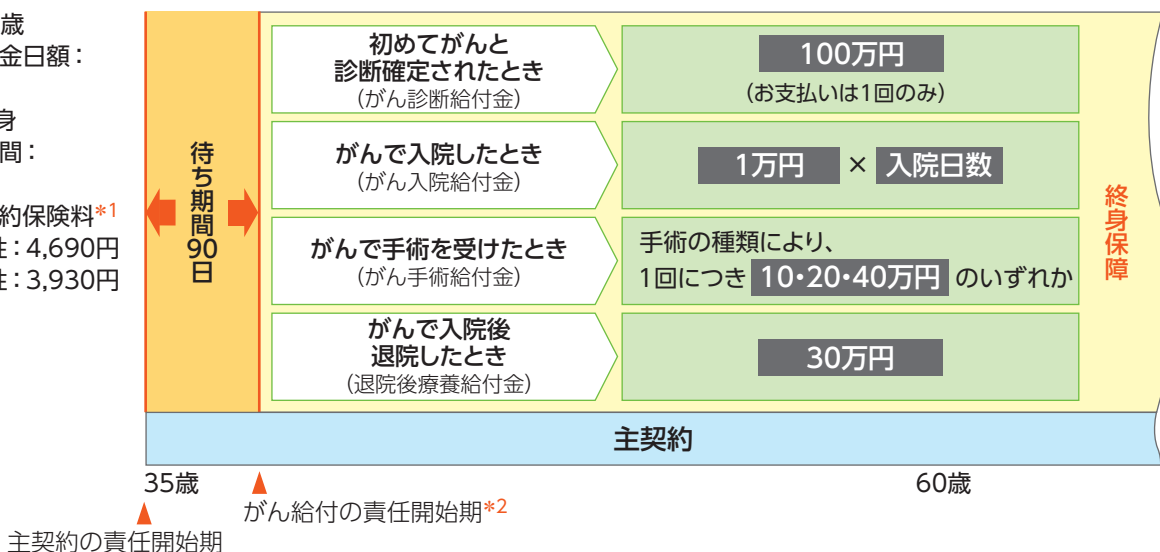 歳
金日額：
身
間：
約保険料*1
：4,690円
：3,930円
待ち期間90日
初めてがんと
診断確定されたとき
（がん診断給付金）
100万円
（お支払いは1回のみ）
がんで入院したとき
（がん入院給付金）
1万円 × 入院日数
がんで手術を受けたとき
（がん手術給付金）
手術の種類により、
1回につき 10・20・40万円 のいずれか
がんで入院後
退院したとき
（退院後療養給付金）
30万円
終身保障
主契約
35歳
60歳
がん給付の責任開始期*2
主契約の責任開始期